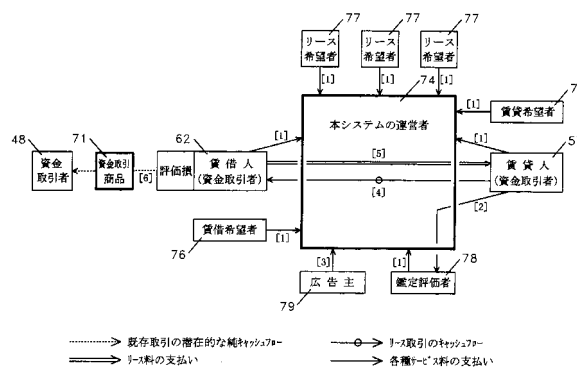 77
77
77
リース
希望者
リース
希望者
リース
希望者
[1]
[1]
[1]
74
7
[1]
賃貸希望者
本システムの運営者
48
71
62
[1]
[1]
5
資金
取引者
資金取引
商品
[6]
評価損
賃借人
(資金取引者)
[5]
[4]
賃貸人
(資金取引者)
[2]
賃借希望者
[1]
76
[3]
[1]
78
広告主
鑑定評価者
79
既存取引の潜在的な純キャッシュフロー
リース取引のキャッシュフロー
リース料の支払い
各種サービス料の支払い